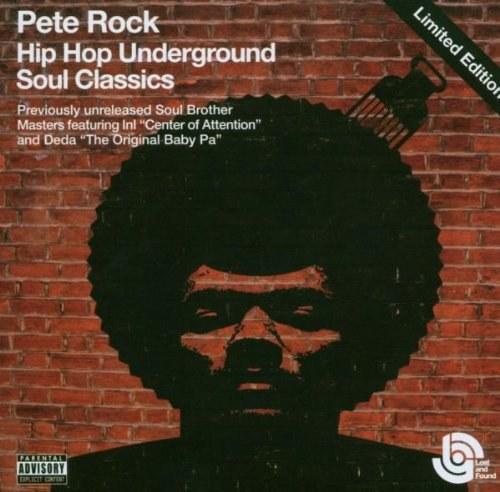 Pete Rock
Hip Hop Underground
Soul Classics
Previously unreleased Soul Brother
Masters featuring InI "Center of Attention"
and Deda "The Original Baby Pa"
Limited Edition
PARENTAL
ADVISORY
EXPLICIT CONTENT
Lost
and Found